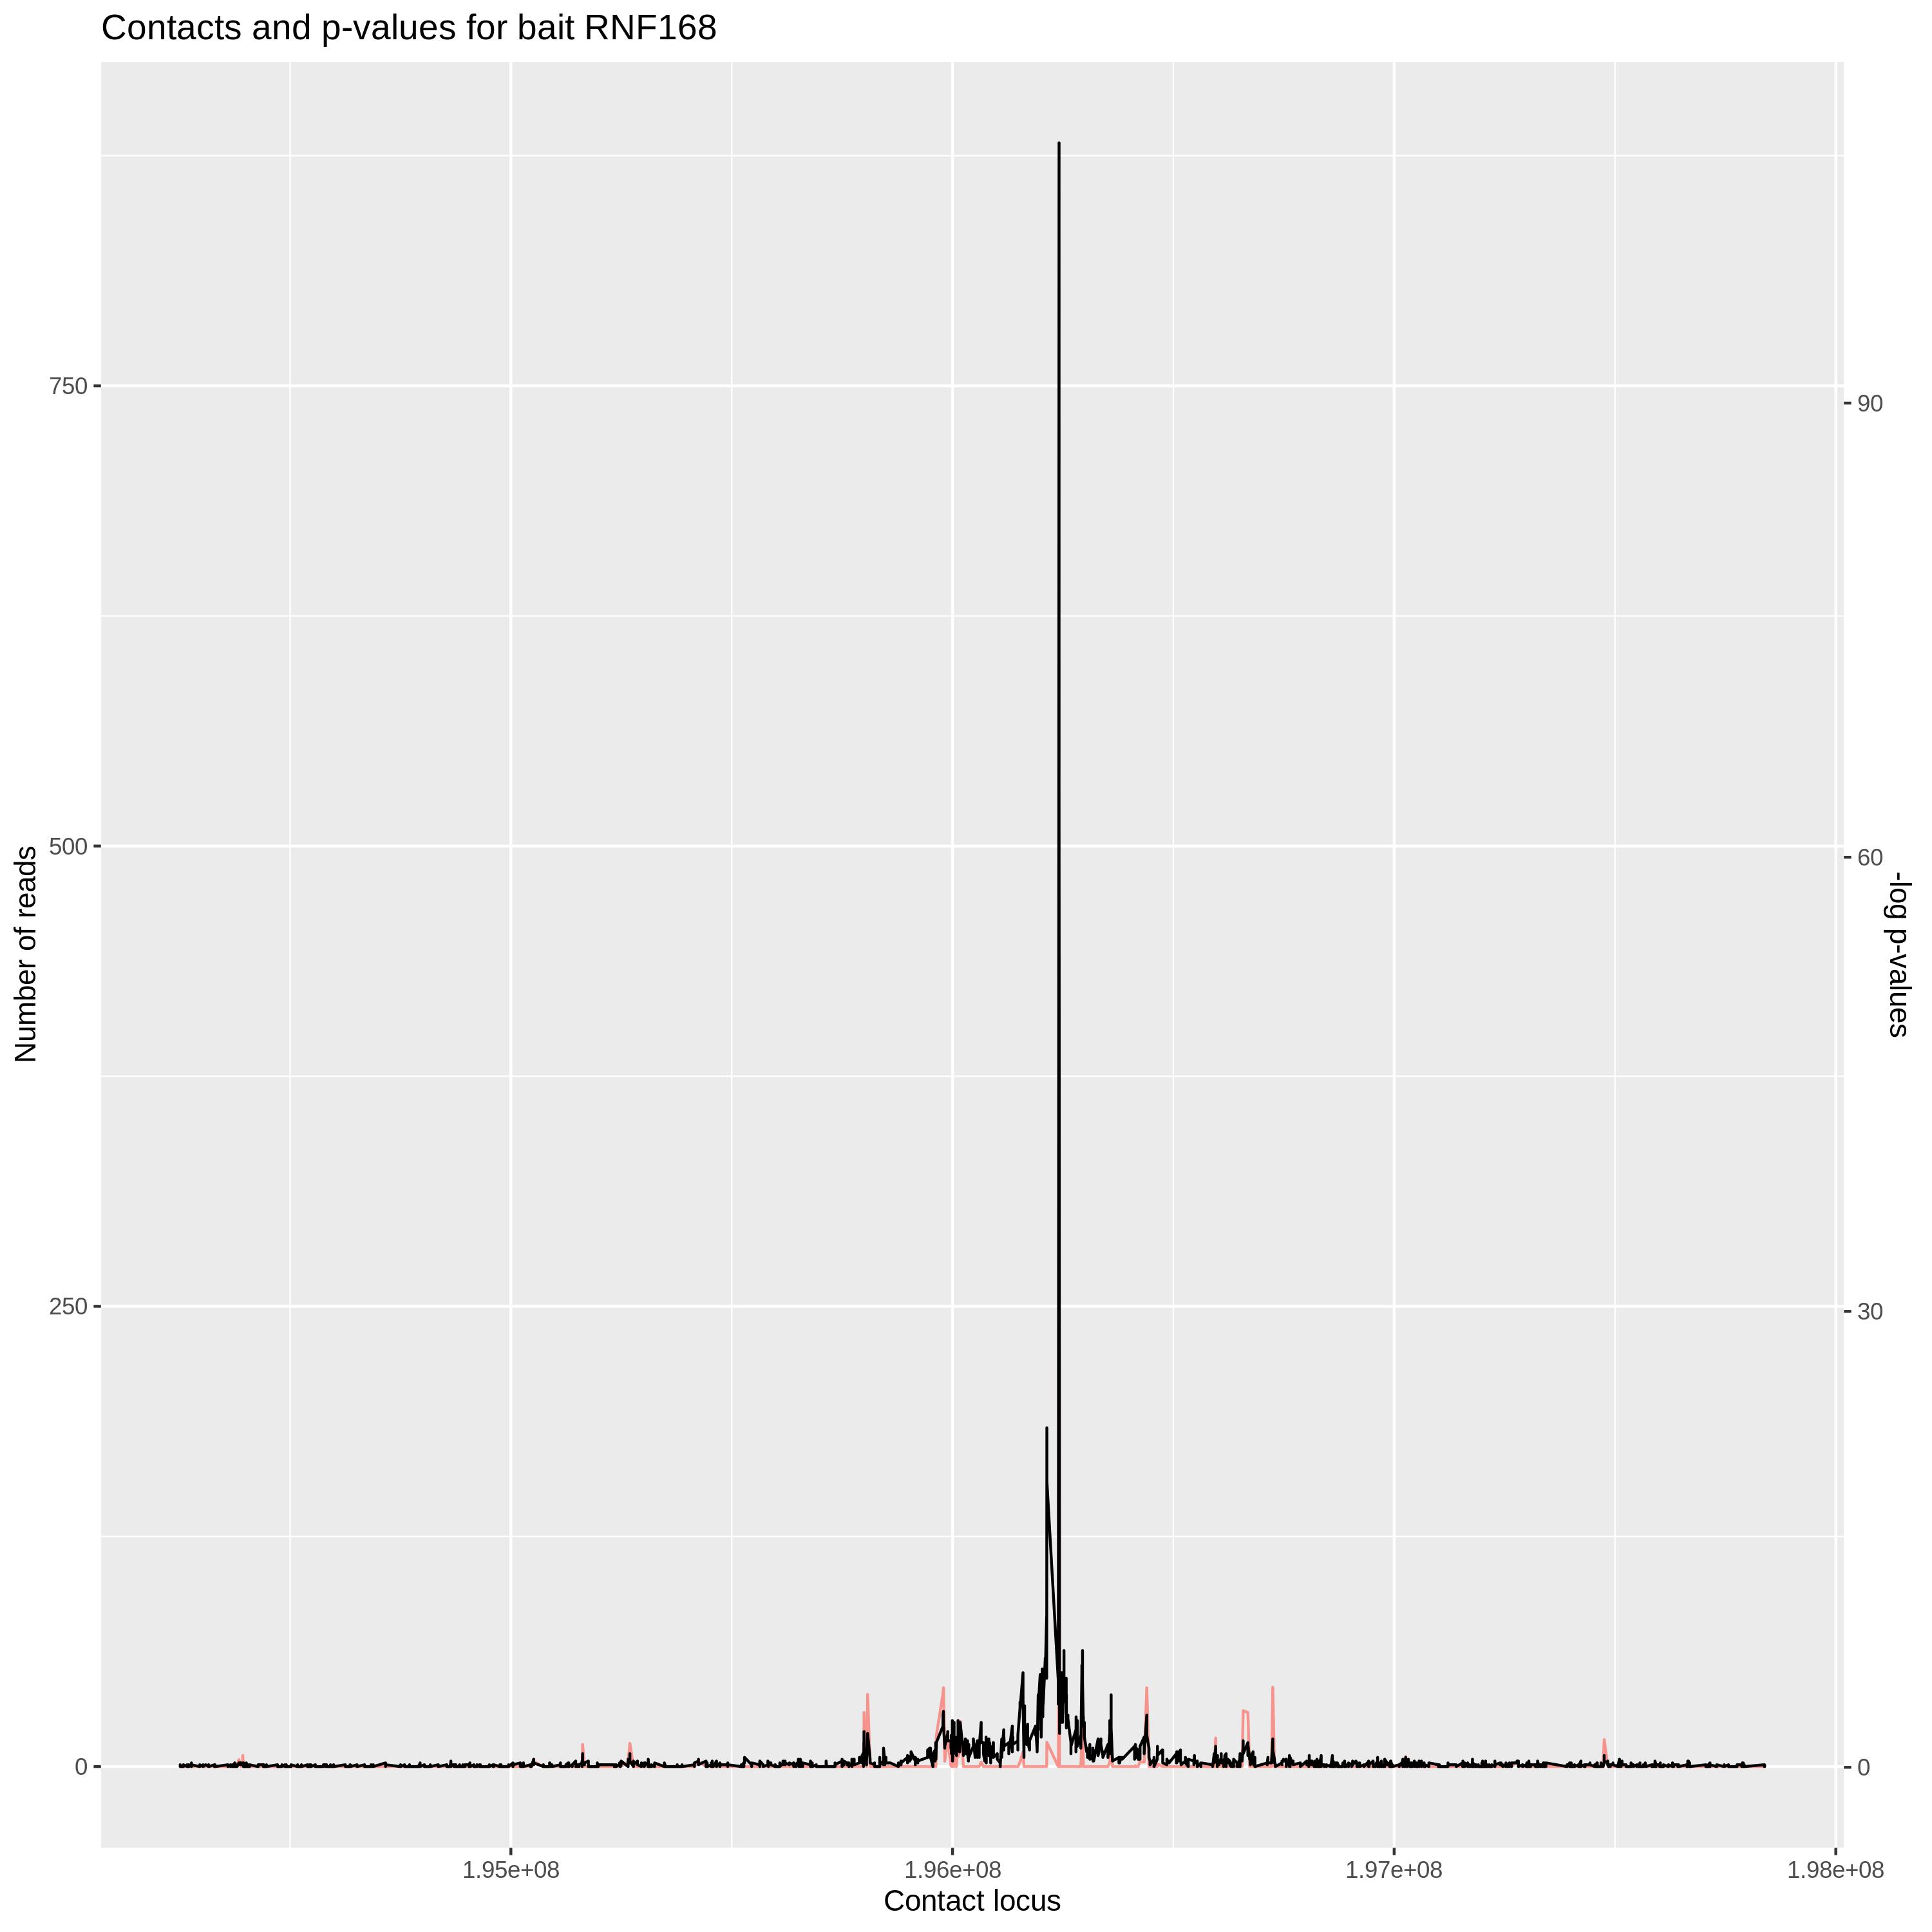 Contacts and p-values for bait RNF168
750
500
250
0
90
60
30
0
Number of reads
-log p-values
1.95e+08
1.96e+08
1.97e+08
1.98e+08
Contact locus